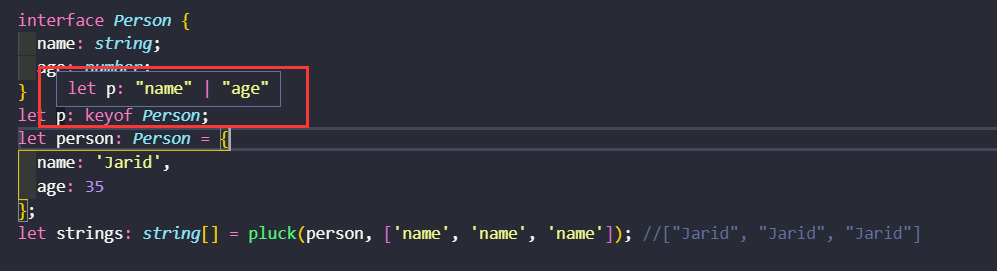 interface Person {
name: string;
age: number;
}
let p: "name" | "age"
let p: keyof Person;
let person: Person = {
name: 'Jarid',
age: 35
};
let strings: string[] = pluck(person, ['name', 'name', 'name']); //["Jarid", "Jarid", "Jarid"]